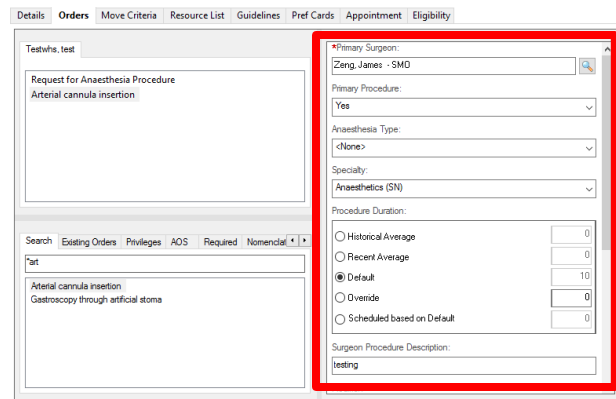 Details Orders Move Criteria Resource List Guidelines Pref Cards Appointment Eligibility
Testwhs, test
Request for Anaesthesia Procedure
Arterial cannula insertion
Search Existing Orders Privileges AOS Required Nomenclat
*art
Arterial cannula insertion
Gastroscopy through artificial stoma
*Primary Surgeon:
Zeng, James - SMO
Primary Procedure:
Yes
Anaesthesia Type:
<None>
Specialty:
Anaesthetics (SN)
Procedure Duration:
Historical Average 0
Recent Average 0
Default 10
Override 0
Scheduled based on Default 0
Surgeon Procedure Description:
testing